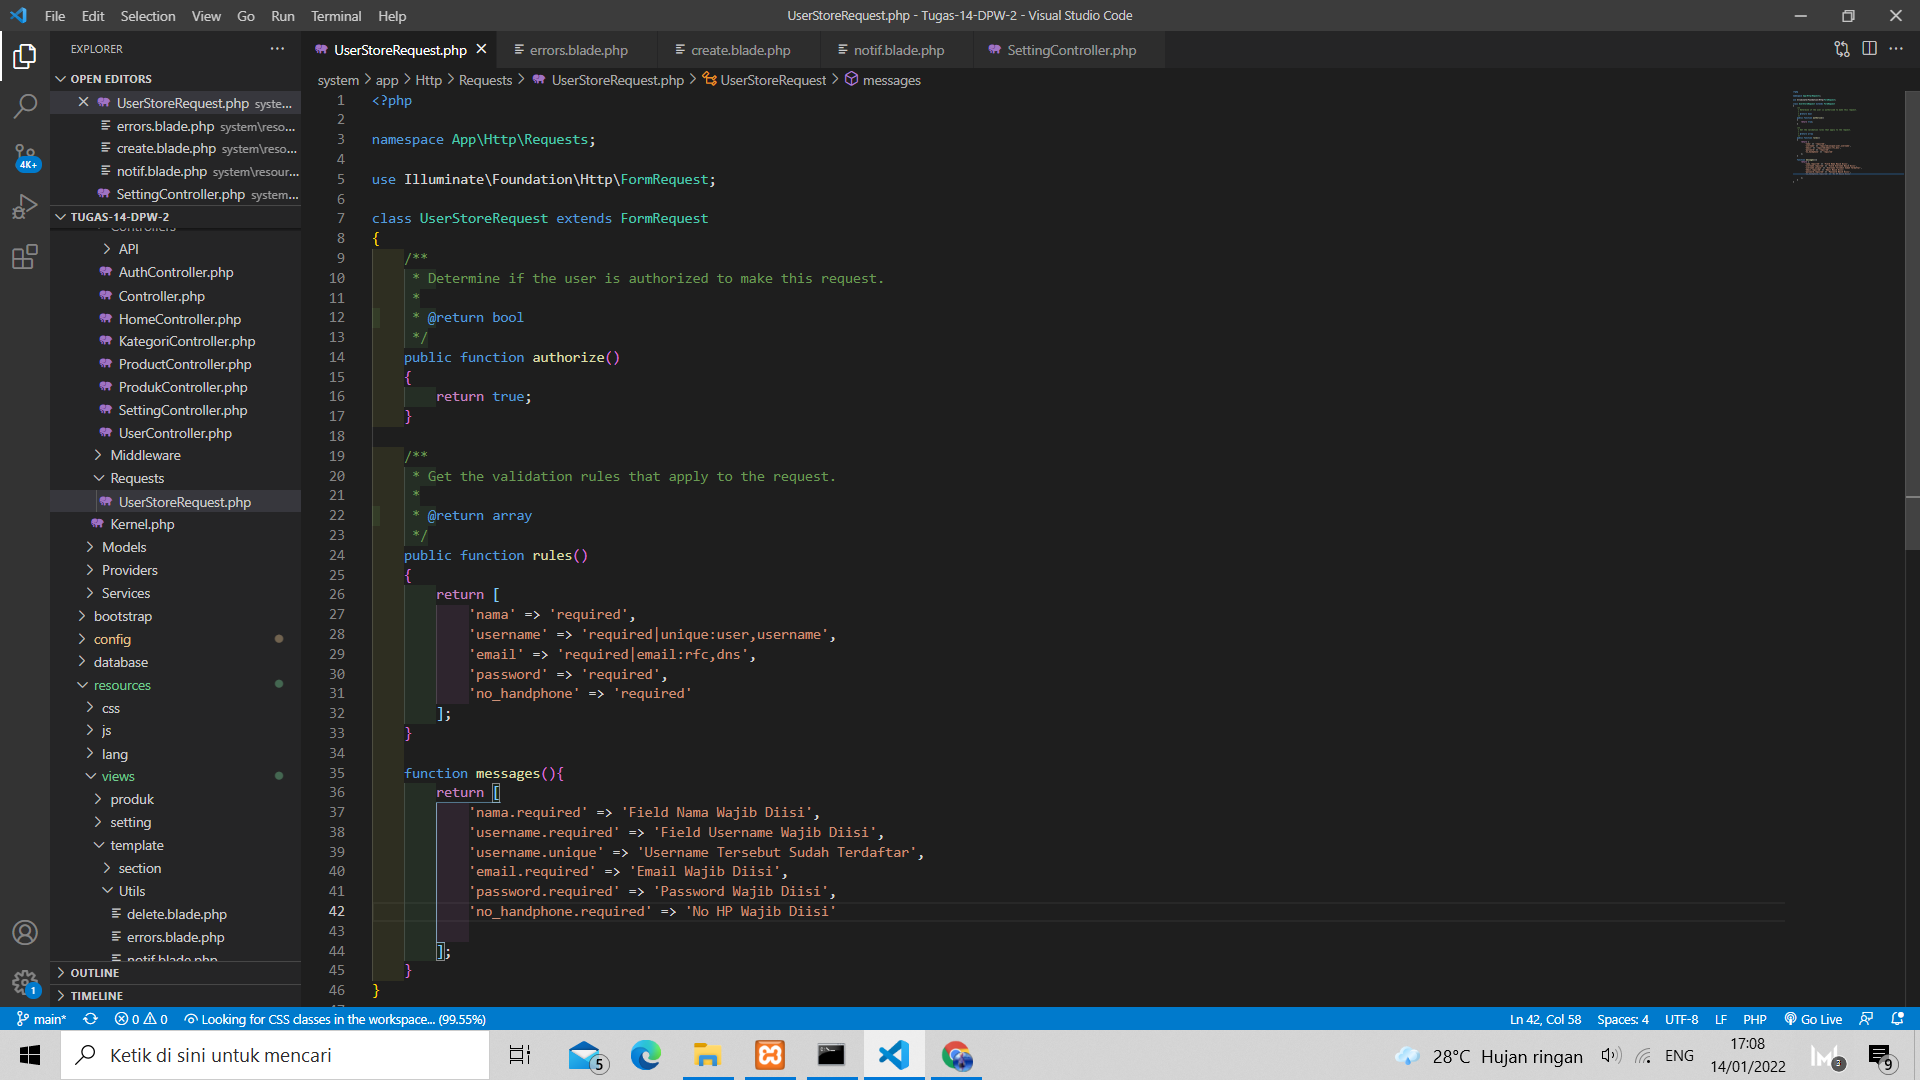 File Edit Selection View Go Run Terminal Help
UserStoreRequest.php - Tugas-14-DPW-2 - Visual Studio Code
EXPLORER
OPEN EDITORS
UserStoreRequest.php syste...
errors.blade.php system\reso...
create.blade.php system\reso...
notif.blade.php system\resour...
SettingController.php system...
TUGAS-14-DPW-2
Controllers
API
AuthController.php
Controller.php
HomeController.php
KategoriController.php
ProductController.php
ProdukController.php
SettingController.php
UserController.php
Middleware
Requests
UserStoreRequest.php
Kernel.php
Models
Providers
Services
bootstrap
config
database
resources
css
js
lang
views
produk
setting
template
section
Utils
delete.blade.php
errors.blade.php
notif.blade.php
OUTLINE
TIMELINE
4K+
1
UserStoreRequest.php errors.blade.php create.blade.php notif.blade.php SettingController.php
system > app > Http > Requests > UserStoreRequest.php > UserStoreRequest > messages
1 <?php
2
3 namespace App\Http\Requests;
4
5 use Illuminate\Foundation\Http\FormRequest;
6
7 class UserStoreRequest extends FormRequest
8 {
9 /**
10 * Determine if the user is authorized to make this request.
11 *
12 * @return bool
13 */
14 public function authorize()
15 {
16 return true;
17 }
18
19 /**
20 * Get the validation rules that apply to the request.
21 *
22 * @return array
23 */
24 public function rules()
25 {
26 return [
27 'nama' => 'required',
28 'username' => 'required|unique:user,username',
29 'email' => 'required|email:rfc,dns',
30 'password' => 'required',
31 'no_handphone' => 'required'
32 ];
33 }
34
35 function messages(){
36 return [
37 'nama.required' => 'Field Nama Wajib Diisi',
38 'username.required' => 'Field Username Wajib Diisi',
39 'username.unique' => 'Username Tersebut Sudah Terdaftar',
40 'email.required' => 'Email Wajib Diisi',
41 'password.required' => 'Password Wajib Diisi',
42 'no_handphone.required' => 'No HP Wajib Diisi'
43
44 ];
45 }
46 }
main* 0 0 Looking for CSS classes in the workspace... (99.55%)
Ln 42, Col 58 Spaces: 4 UTF-8 LF PHP Go Live
Ketik di sini untuk mencari
5
28°C Hujan ringan
ENG
17:08
14/01/2022
3
9